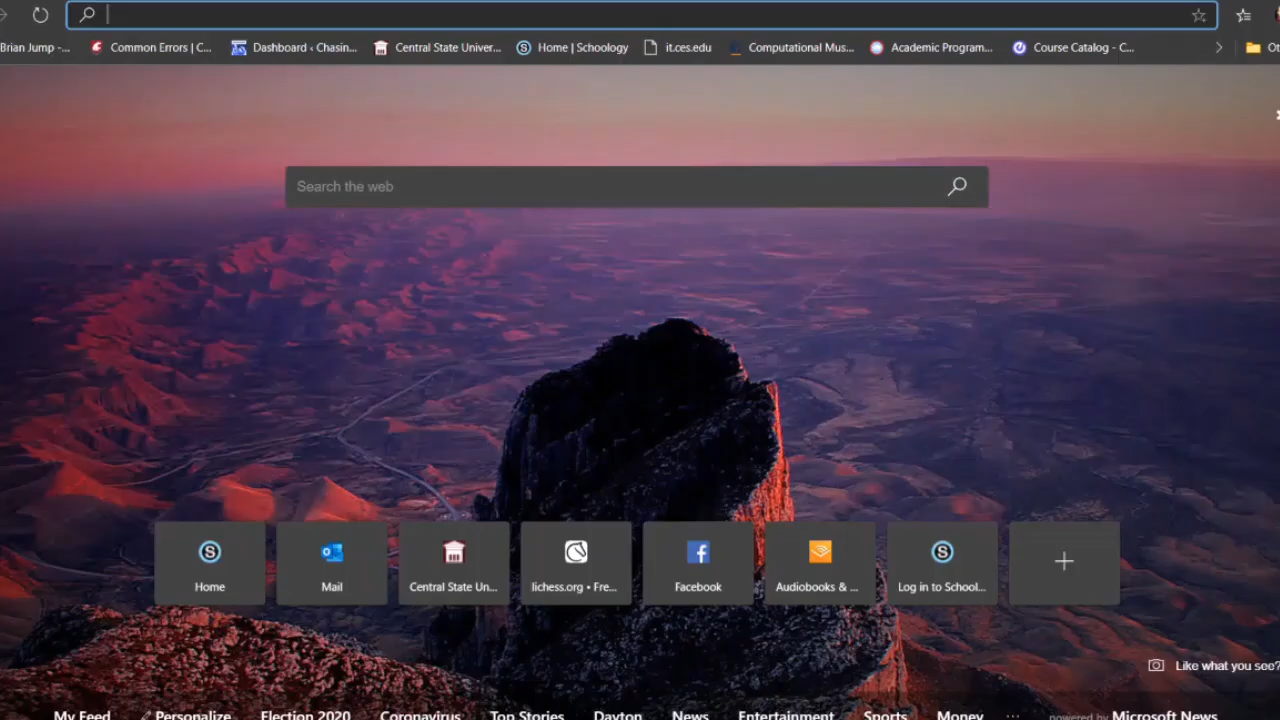 Brian Jump -... Common Errors | C... Dashboard ‹ Chasin... Central State Univer... Home | Schoology it.ces.edu Computational Mus... Academic Program... Course Catalog - C... Ot
Search the web
Home Mail Central State Un... lichess.org • Fre... Facebook Audiobooks & ... Log in to School...
Like what you see?
My Feed Personalize Election 2020 Coronavirus Top Stories Dayton News Entertainment Sports Money ... powered by Microsoft News